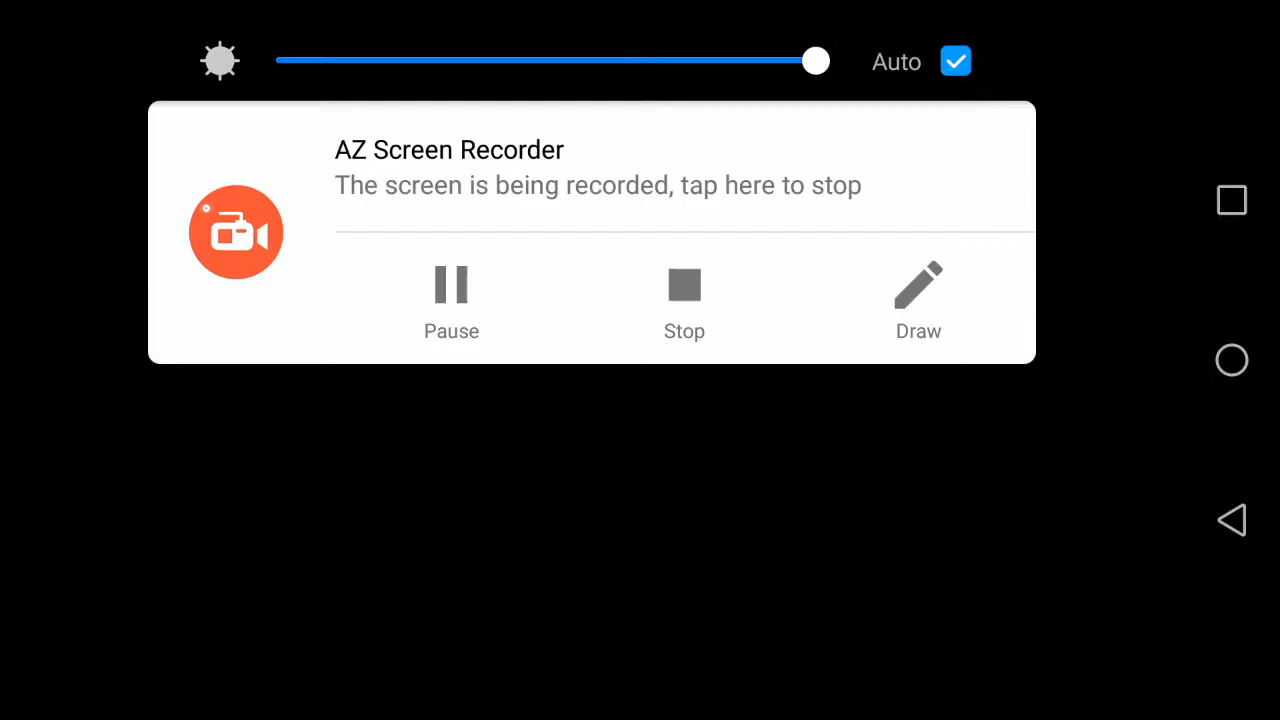 Auto
AZ Screen Recorder
The screen is being recorded, tap here to stop
Pause Stop Draw